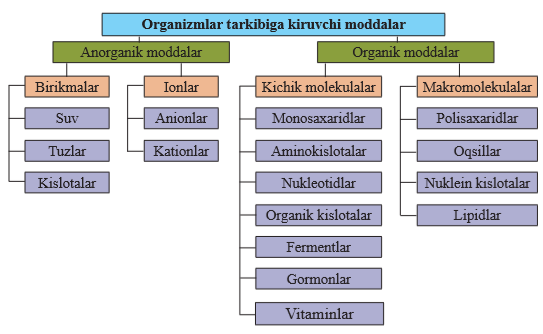 Organizmlar tarkibiga kiruvchi moddalar
Anorganik moddalar
Organik moddalar
Birikmalar
Ionlar
Kichik molekulalar
Makromolekulalar
Suv
Anionlar
Monosaxaridlar
Polisaxaridlar
Tuzlar
Kationlar
Aminokislotalar
Oqsillar
Kislotalar
Nukleotidlar
Nuklein kislotalar
Organik kislotalar
Lipidlar
Fermentlar
Gormonlar
Vitaminlar